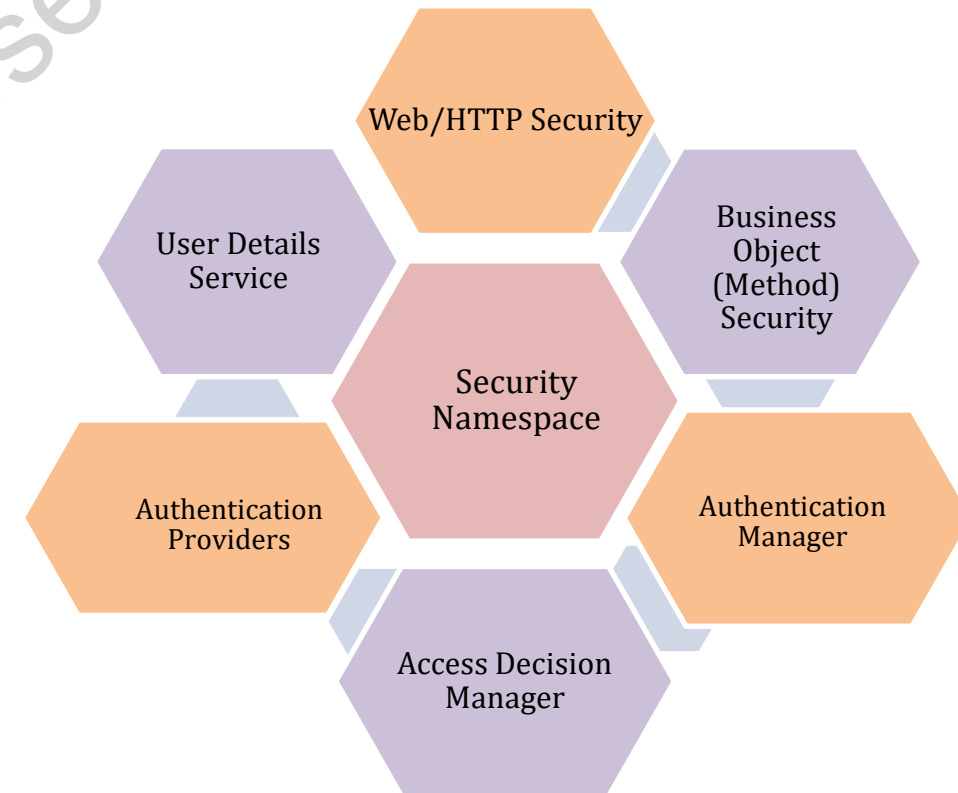 Web/HTTP Security
Business
Object
(Method)
Security
User Details
Service
Security
Namespace
Authentication
Providers
Authentication
Manager
Access Decision
Manager